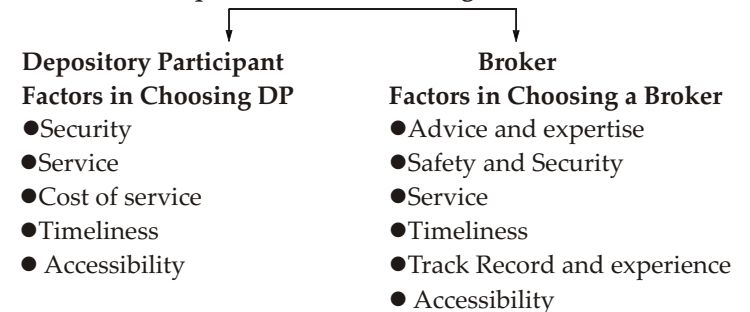 Depository Participant
Factors in Choosing DP
●Security
●Service
●Cost of service
●Timeliness
● Accessibility
Broker
Factors in Choosing a Broker
●Advice and expertise
●Safety and Security
●Service
●Timeliness
●Track Record and experience
● Accessibility